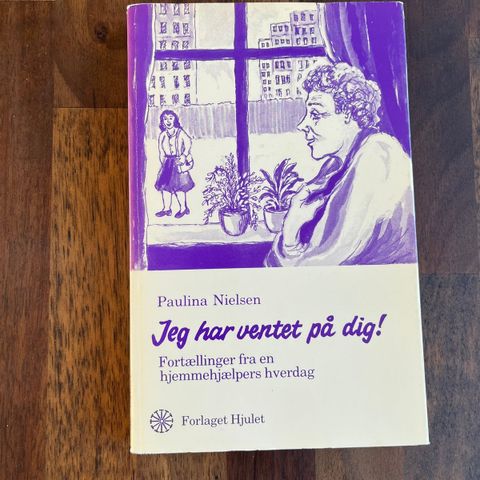 Paulina Nielsen
Jeg har ventet på dig!
Fortællinger fra en
hjemmehjælpers hverdag
Forlaget Hjulet